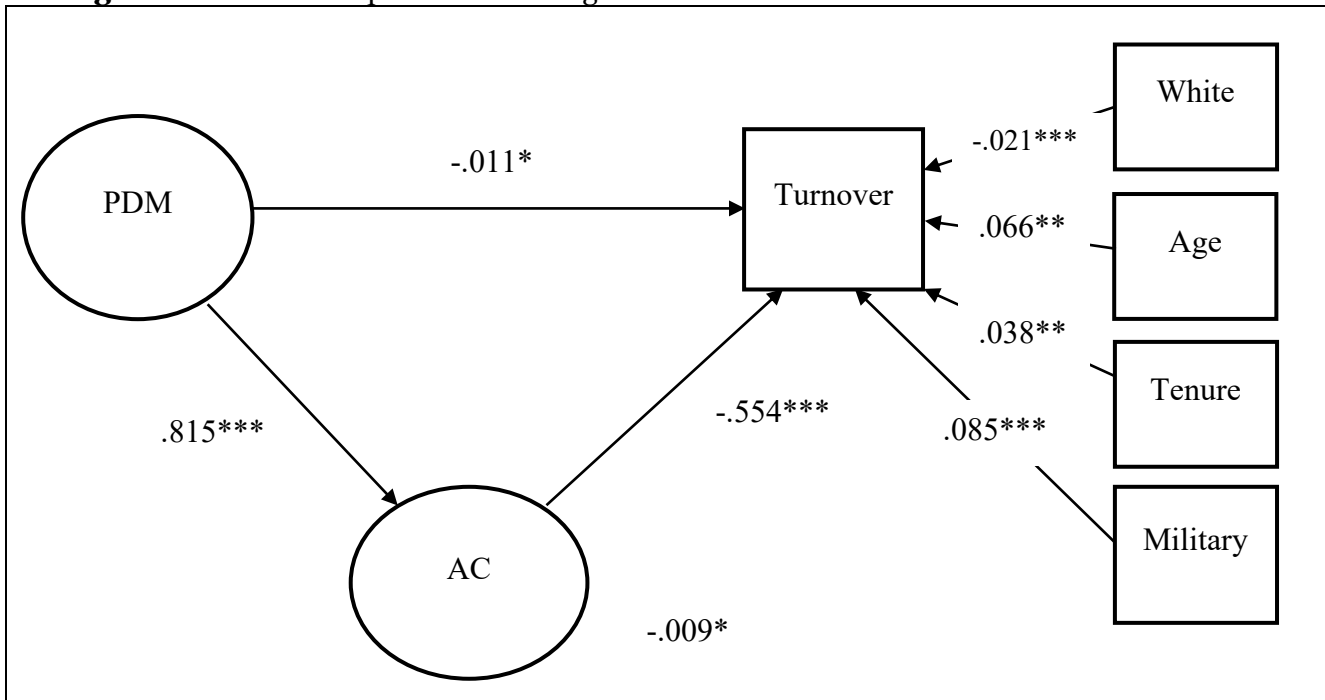 White
-.021***
-.011*
PDM
Turnover
.066**
Age
.038**
Tenure
.815***
-.554***
.085***
Military
AC
-.009*